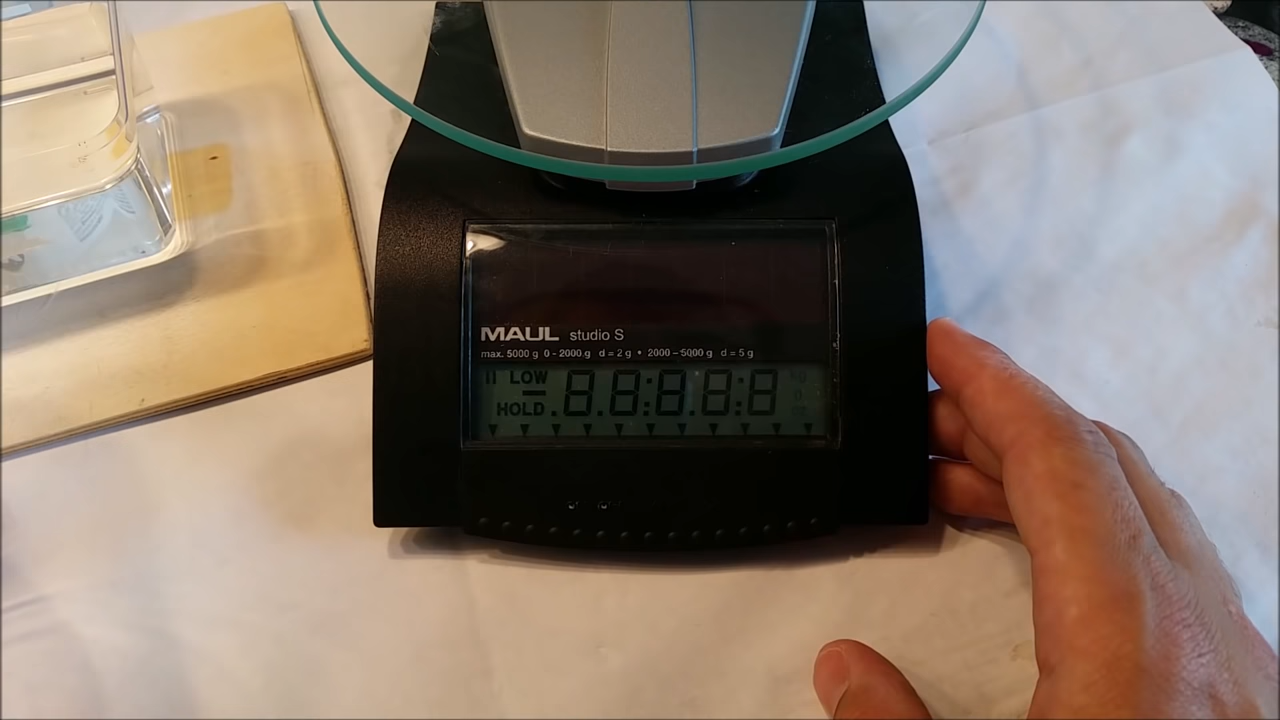 MAUL studio S
max. 5000 g 0 - 2000 g d = 2 g • 2000 – 5000 g d = 5 g
LOW
HOLD .8.8:8.8:8